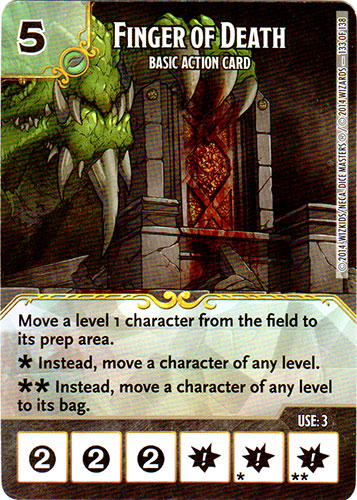 5
FINGER OF DEATH
BASIC ACTION CARD
©2014 WIZKIDS/NECA. DICE MASTERS ©/©2014 WIZARDS — 133 OF 138
Move a level 1 character from the field to
its prep area.
* Instead, move a character of any level.
** Instead, move a character of any level
to its bag.
USE: 3
2 2 2 ! ! * ! **